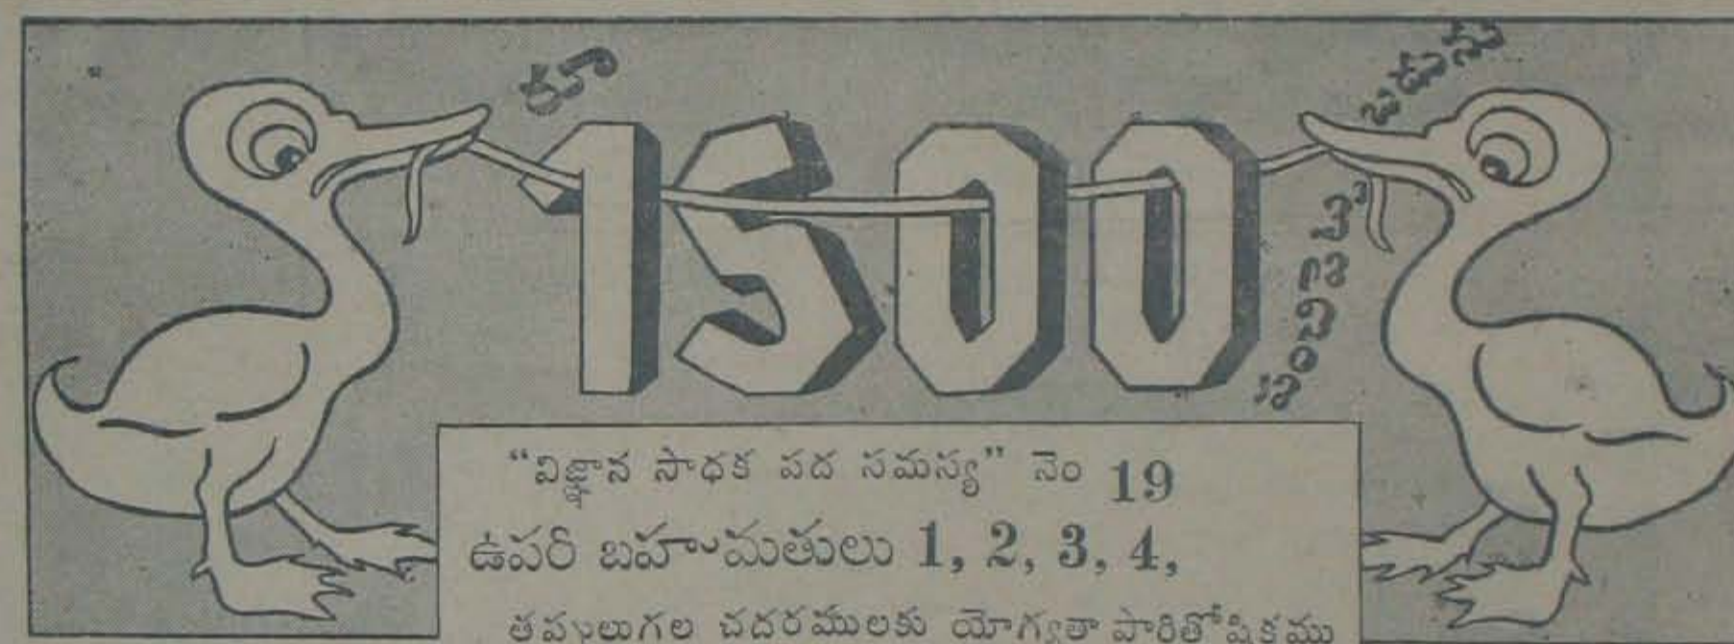 రూ
1500
"విజ్ఞాన సాధక పద సమస్య" నెం 19
ఉపరి బహుమతులు 1, 2, 3, 4,
తప్పులుగల చదరములకు యోగ్యతా పారితోషికము